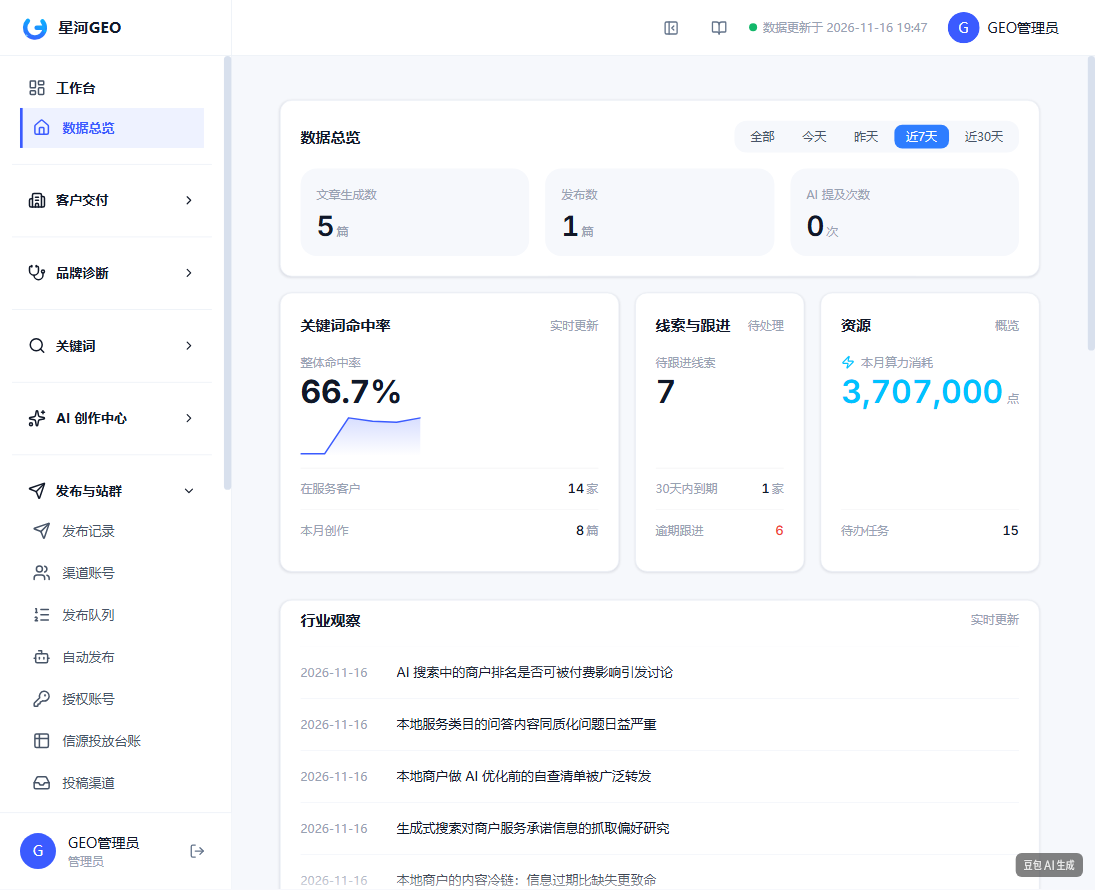 星河GEO
数据更新于 2026-11-16 19:47
G
GEO管理员
工作台
数据总览
客户交付
品牌诊断
关键词
AI 创作中心
发布与站群
发布记录
渠道账号
发布队列
自动发布
授权账号
信源投放台账
投稿渠道
G
GEO管理员
管理员
数据总览
全部 今天 昨天 近7天 近30天
文章生成数
5 篇
发布数
1 篇
AI 提及次数
0 次
关键词命中率 实时更新
整体命中率
66.7%
在服务客户 14 家
本月创作 8 篇
线索与跟进 待处理
待跟进线索
7
30天内到期 1 家
逾期跟进 6
资源 概览
本月算力消耗
3,707,000 点
待办任务 15
行业观察 实时更新
2026-11-16 AI 搜索中的商户排名是否可被付费影响引发讨论
2026-11-16 本地服务类目的问答内容同质化问题日益严重
2026-11-16 本地商户做 AI 优化前的自查清单被广泛转发
2026-11-16 生成式搜索对商户服务承诺信息的抓取偏好研究
2026-11-16 本地商户的内容冷链：信息过期比缺失更致命
豆包 AI 生成